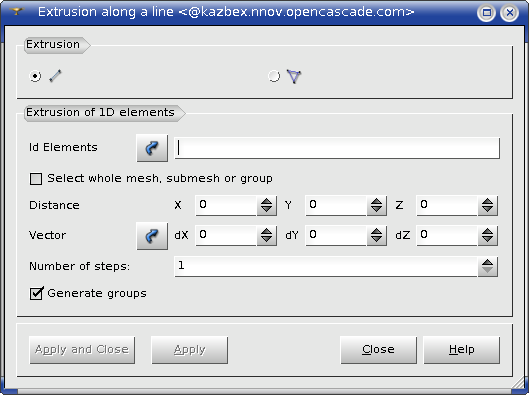 Extrusion along a line <@kazbex.nnov.opencascade.com>
Extrusion
Extrusion of 1D elements
Id Elements
Select whole mesh, submesh or group
Distance X 0 Y 0 Z 0
Vector dX 0 dY 0 dZ 0
Number of steps: 1
Generate groups
Apply and Close Apply Close Help